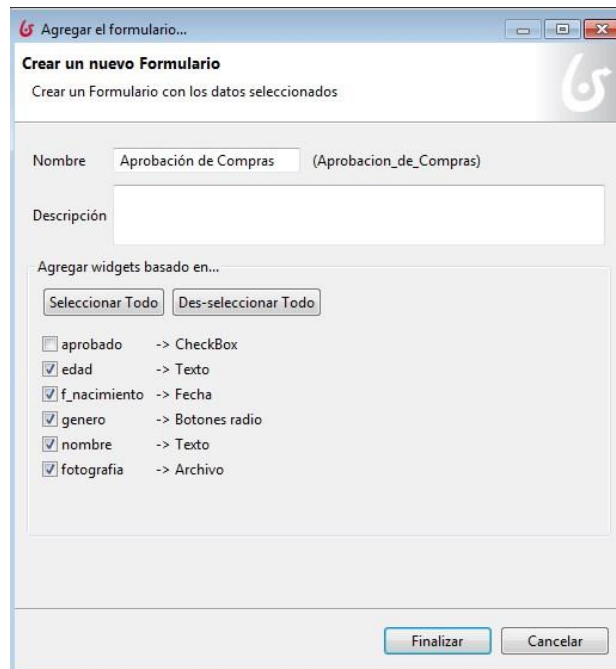 Agregar el formulario...
Crear un nuevo Formulario
Crear un Formulario con los datos seleccionados
Nombre Aprobación de Compras (Aprobacion_de_Compras)
Descripción
Agregar widgets basado en...
Seleccionar Todo Des-seleccionar Todo
aprobado -> CheckBox
edad -> Texto
f_nacimiento -> Fecha
genero -> Botones radio
nombre -> Texto
fotografia -> Archivo
Finalizar Cancelar